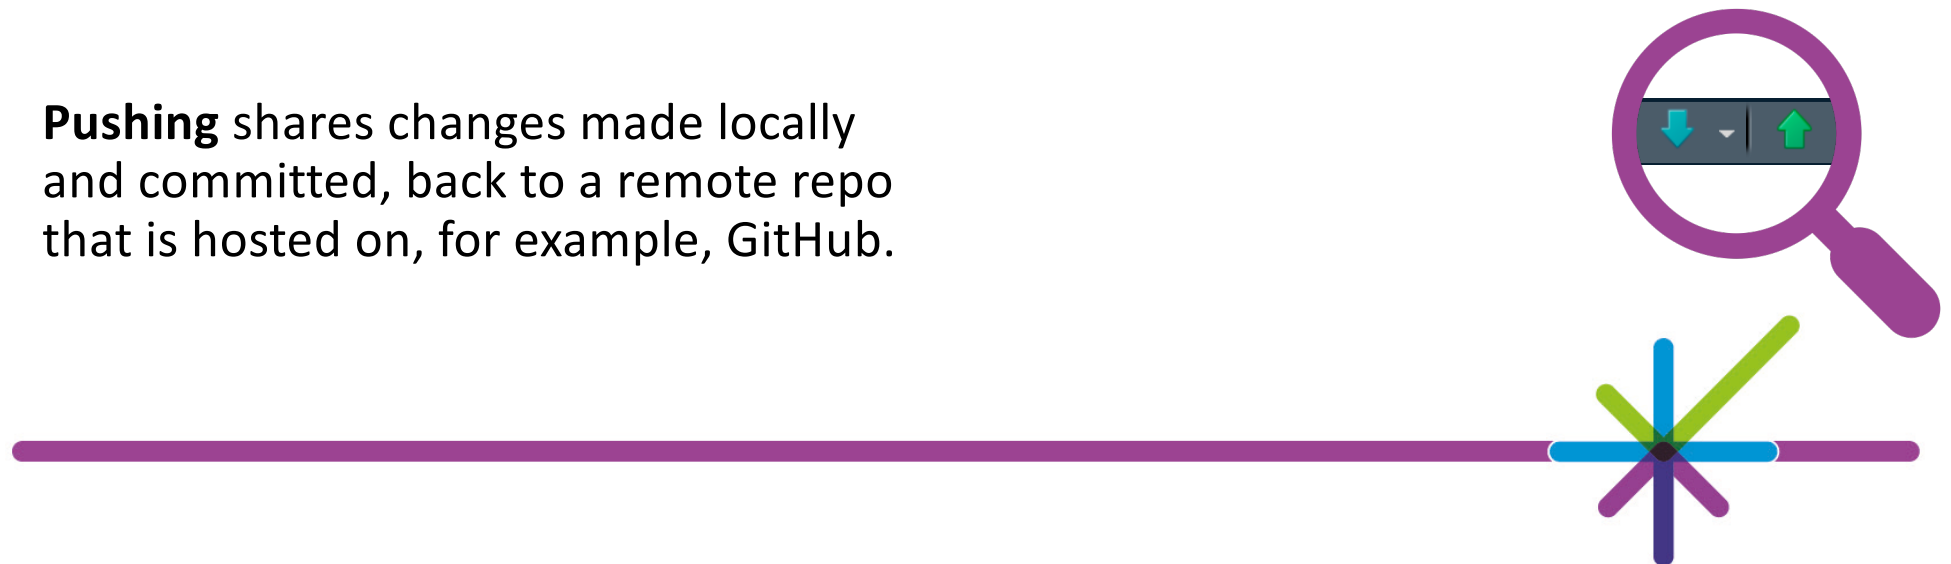 Pushing shares changes made locally
and committed, back to a remote repo
that is hosted on, for example, GitHub.